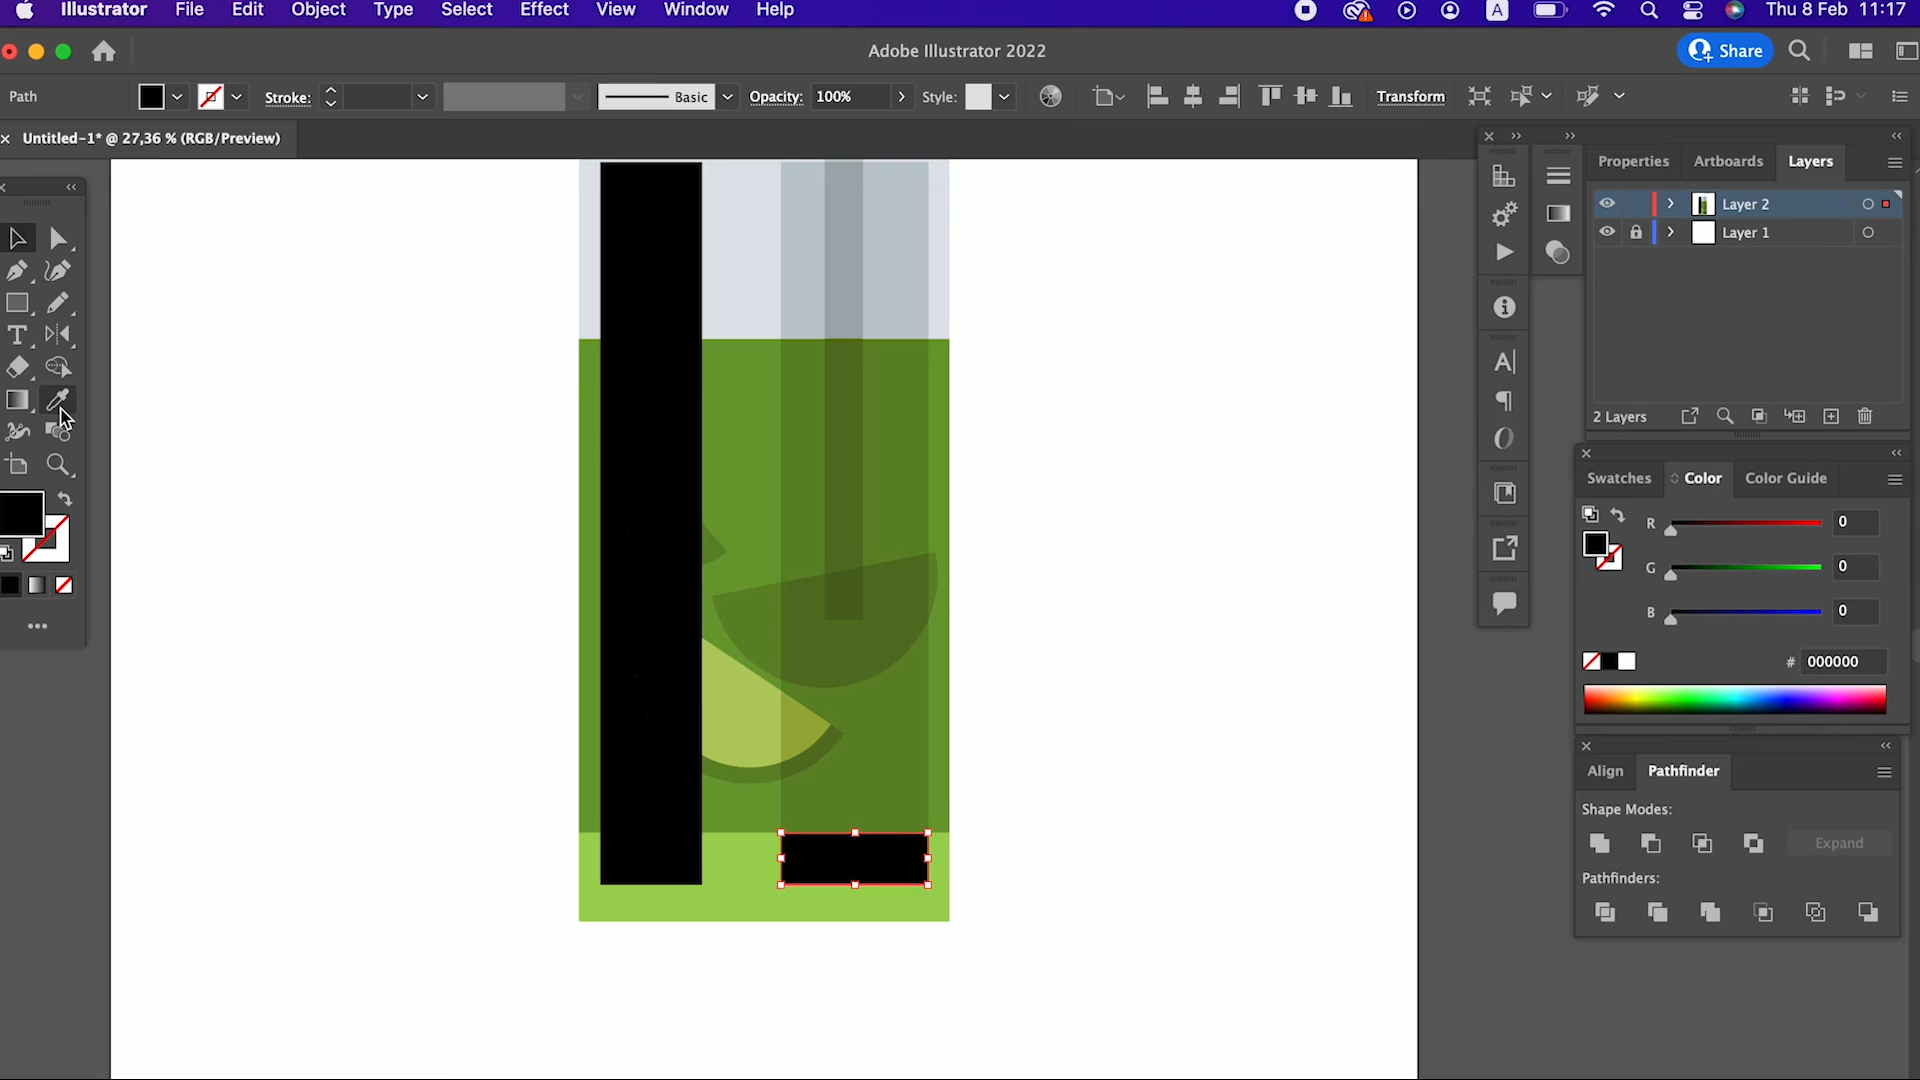 Illustrator File Edit Object Type Select Effect View Window Help
A
Thu 8 Feb 11:17
Adobe Illustrator 2022
Share
Path
Stroke:
Basic
Opacity:
100%
Style:
Transform
Untitled-1* @ 27,36 % (RGB/Preview)
Properties Artboards Layers
Layer 2
Layer 1
2 Layers
Swatches Color Color Guide
R 0
G 0
B 0
# 000000
Align Pathfinder
Shape Modes:
Expand
Pathfinders: